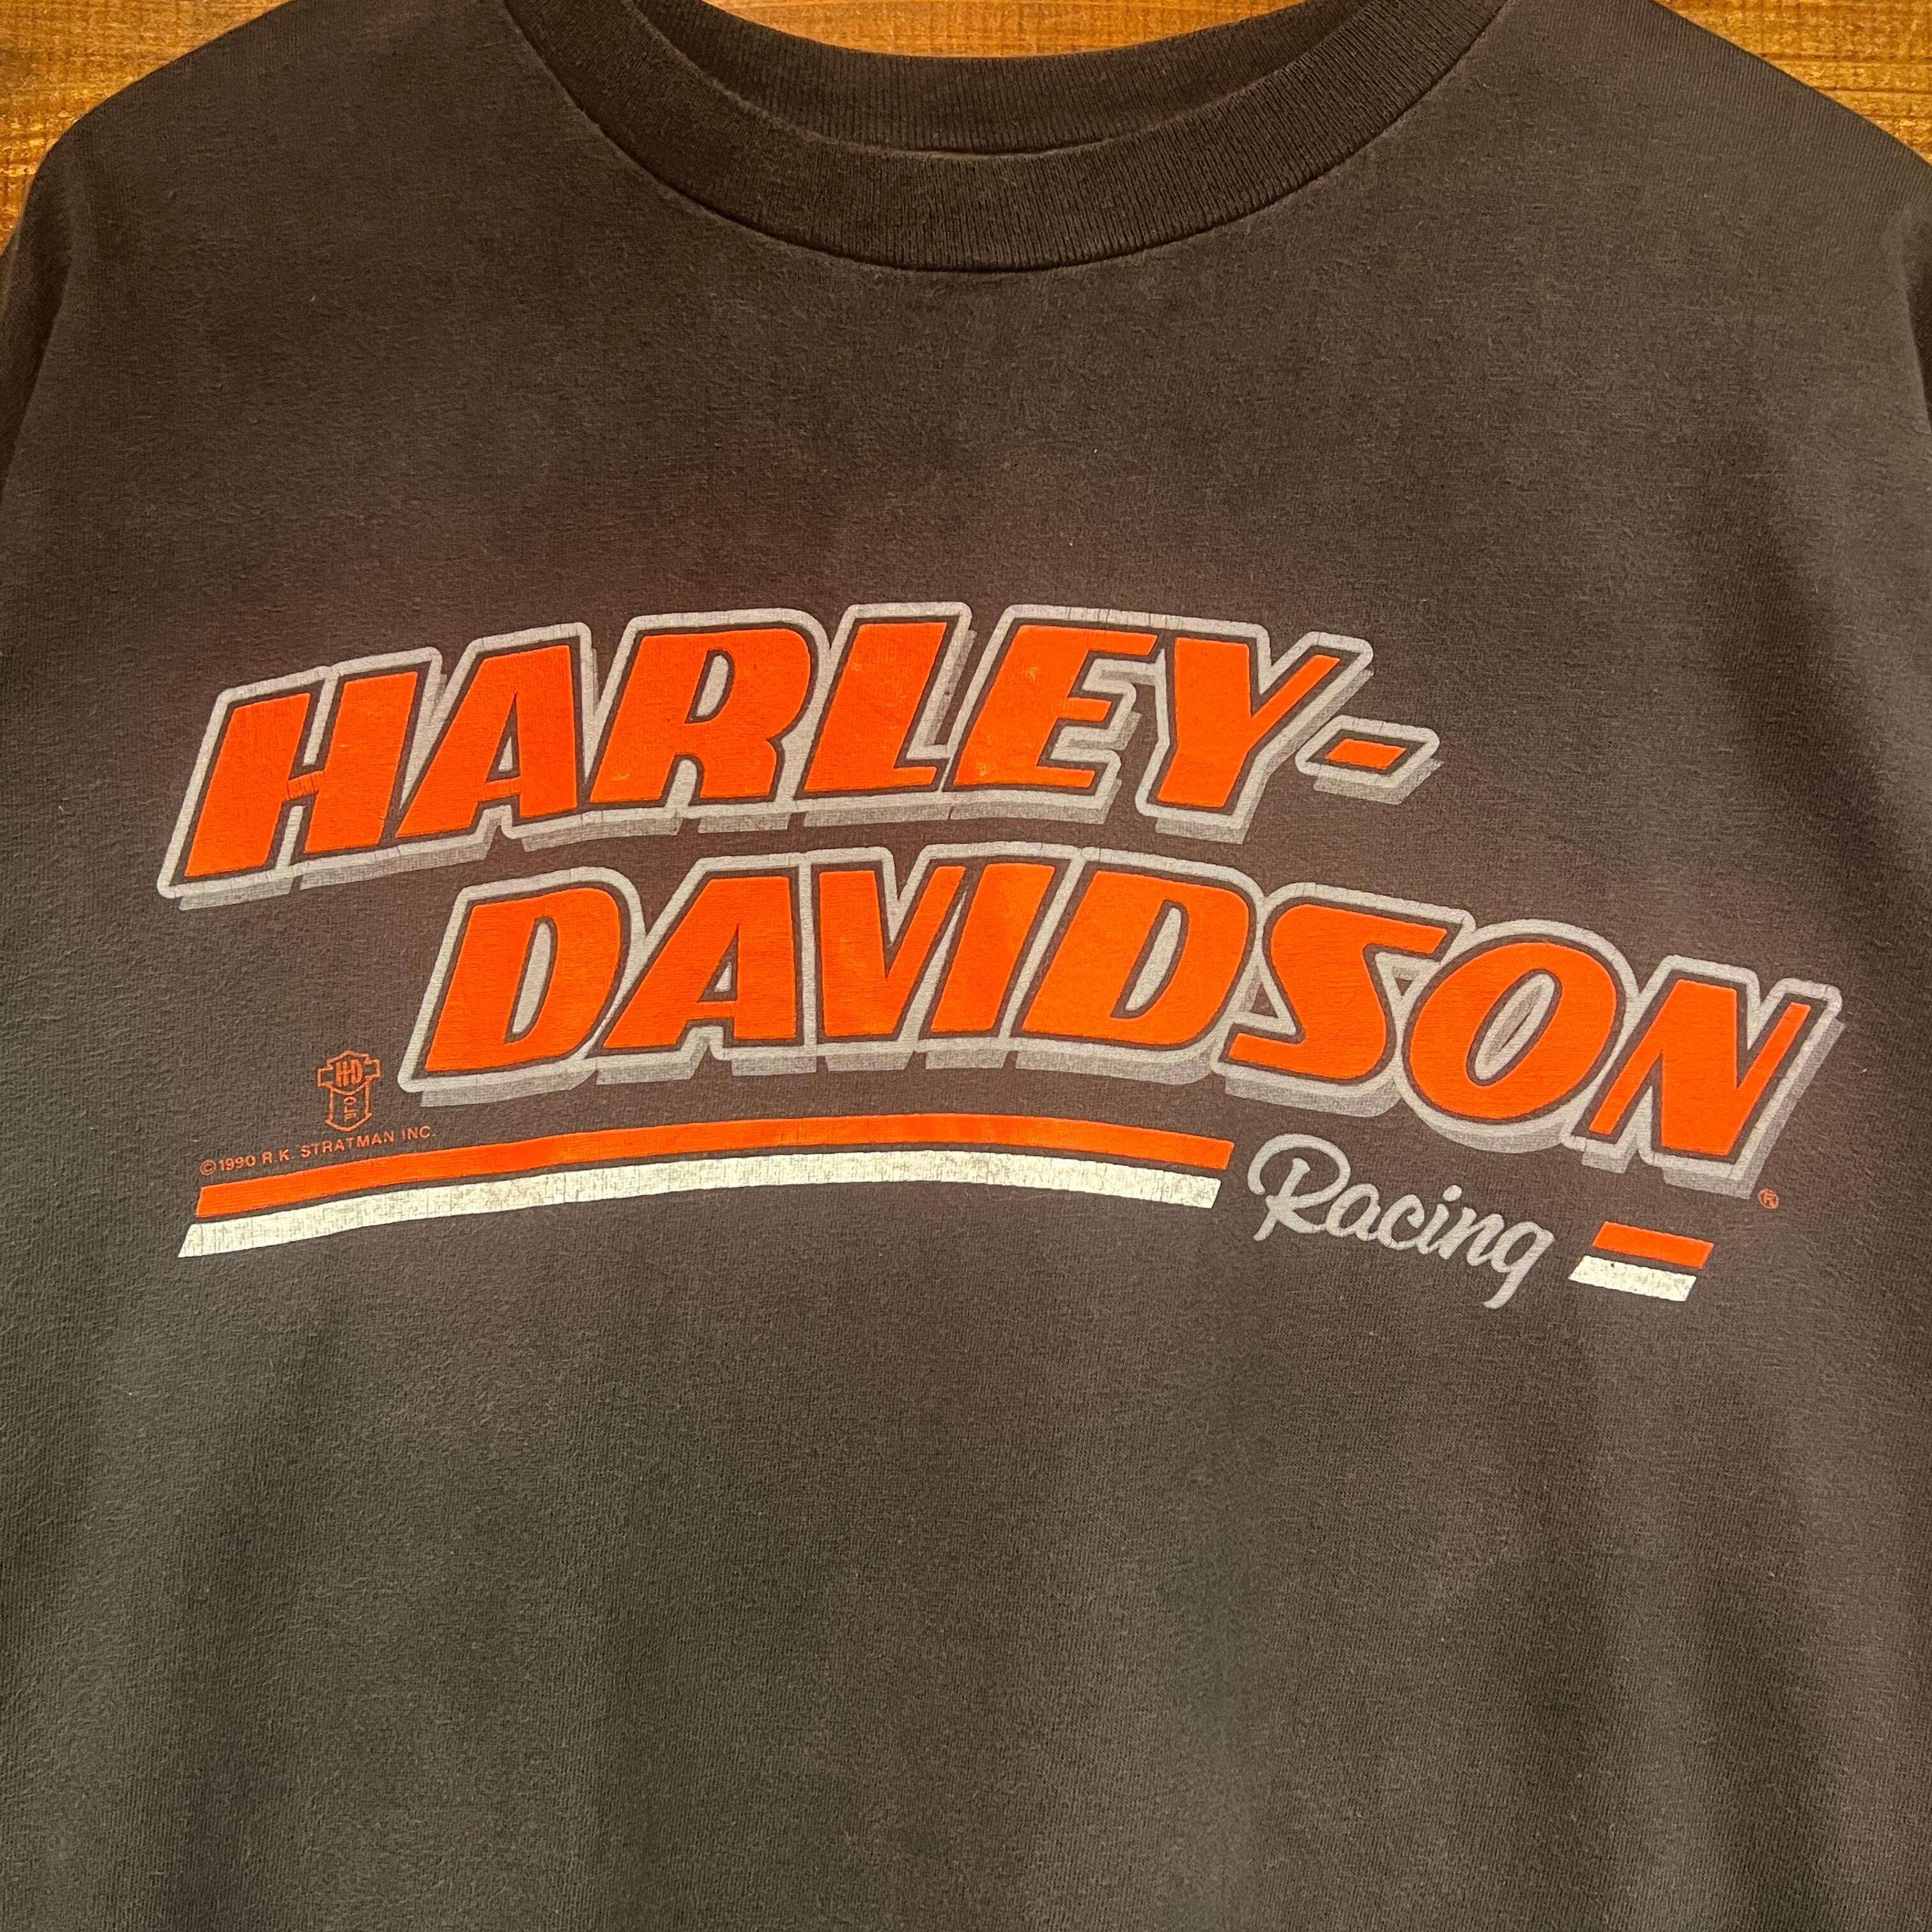 HARLEY-
DAVIDSON
®
H-D
©1990 R.K. STRATMAN INC.
Racing